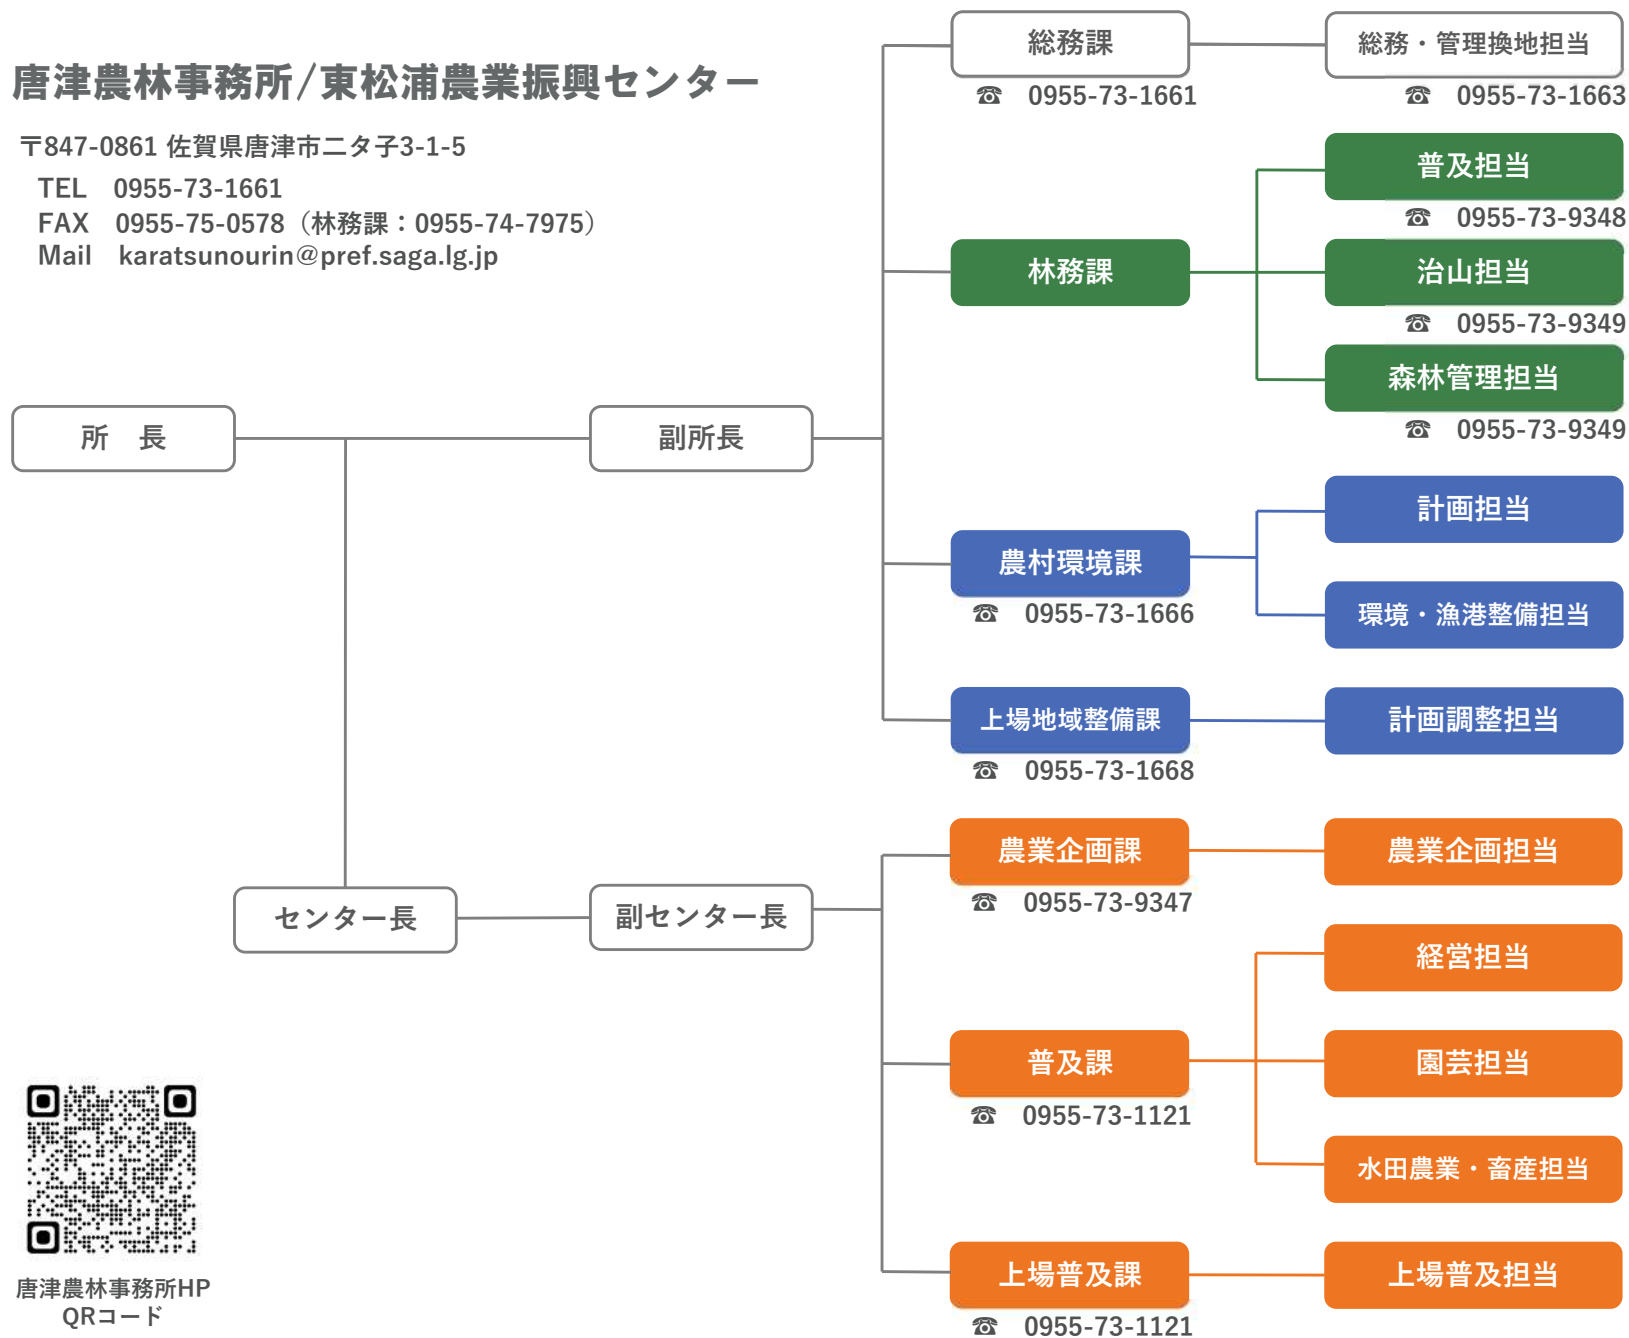 唐津農林事務所/東松浦農業振興センター
〒847-0861 佐賀県唐津市二タ子3-1-5
TEL 0955-73-1661
FAX 0955-75-0578（林務課：0955-74-7975）
Mail karatsunourin@pref.saga.lg.jp
所　長
副所長
センター長
副センター長
総務課
☎ 0955-73-1661
総務・管理換地担当
☎ 0955-73-1663
林務課
普及担当
☎ 0955-73-9348
治山担当
☎ 0955-73-9349
森林管理担当
☎ 0955-73-9349
農村環境課
☎ 0955-73-1666
計画担当
環境・漁港整備担当
上場地域整備課
☎ 0955-73-1668
計画調整担当
農業企画課
☎ 0955-73-9347
農業企画担当
普及課
☎ 0955-73-1121
経営担当
園芸担当
水田農業・畜産担当
上場普及課
☎ 0955-73-1121
上場普及担当
唐津農林事務所HP
QRコード